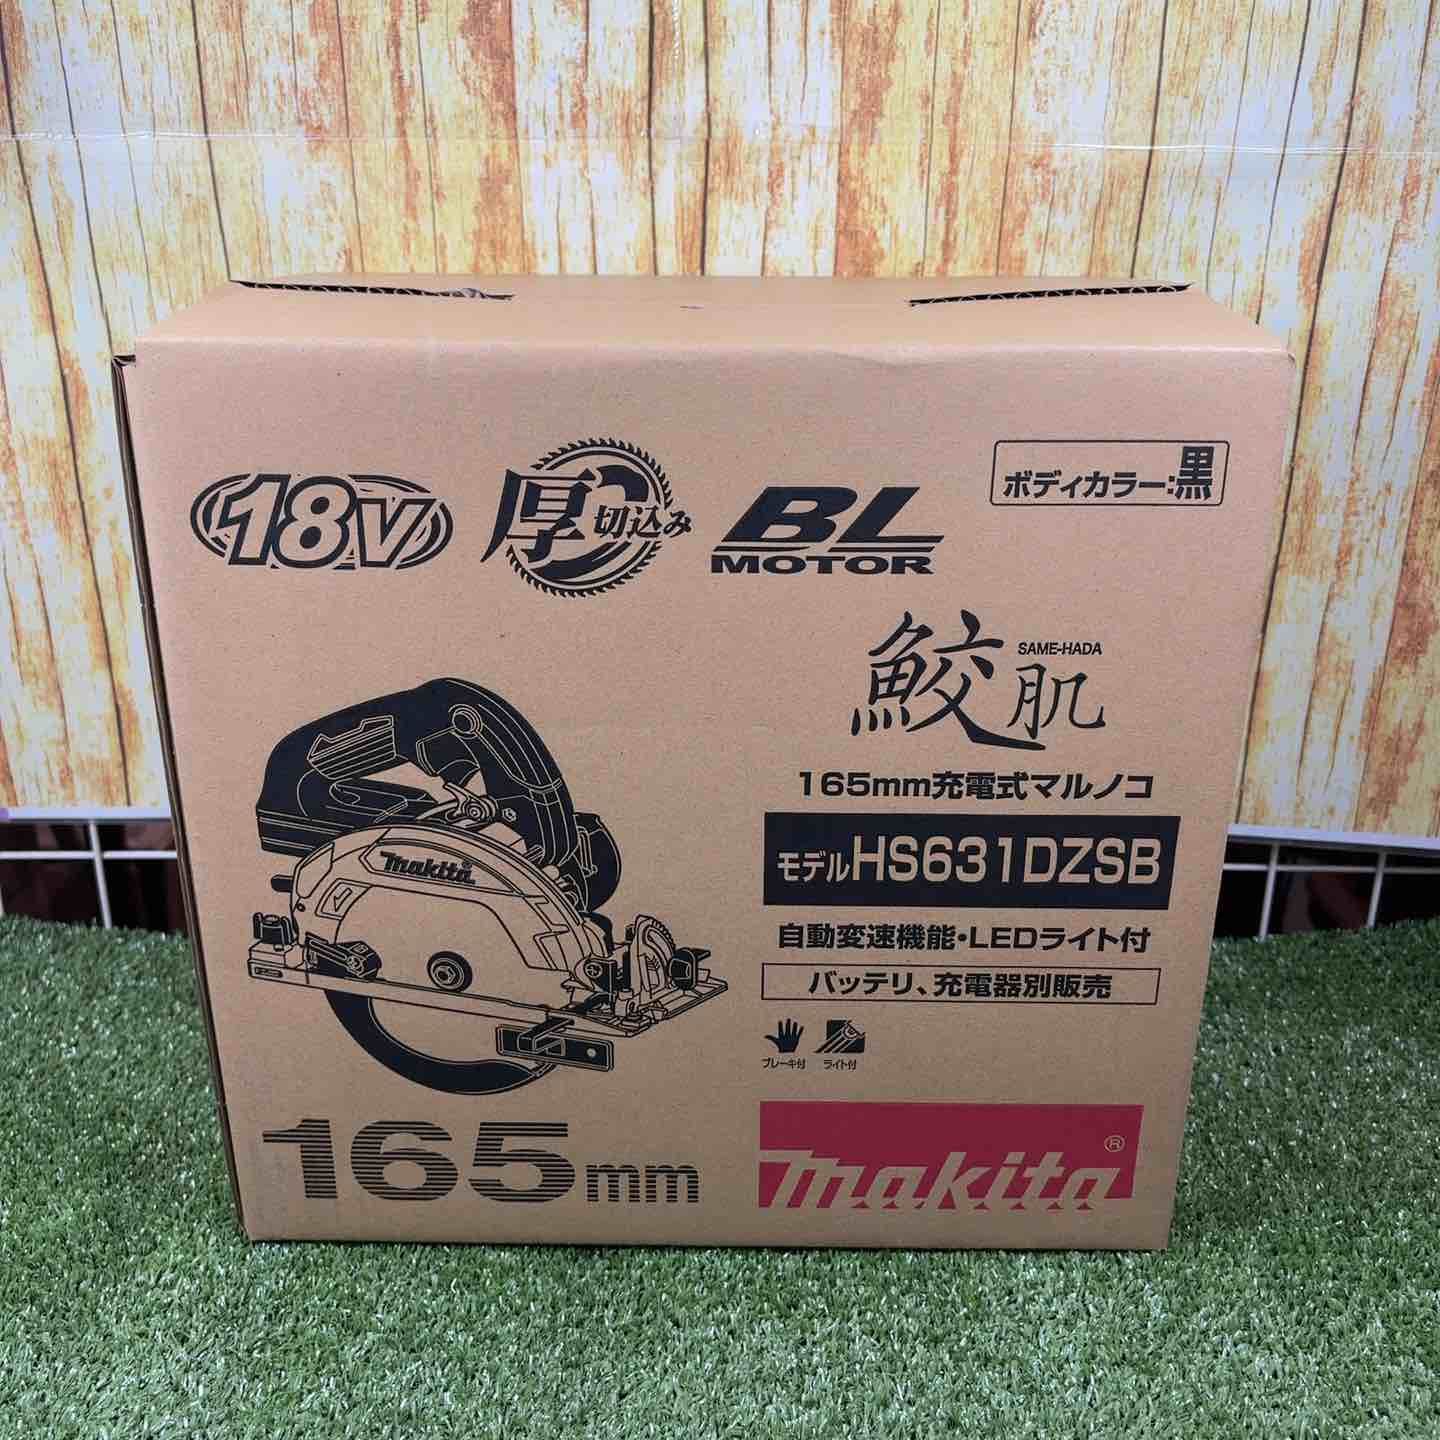 18V
厚切込み
BL
MOTOR
ボディカラー:黒
鮫肌
SAME-HADA
165mm充電式マルノコ
モデルHS631DZSB
自動変速機能・LEDライト付
バッテリ、充電器別販売
ブレーキ付
ライト付
makita®
165mm
makita®